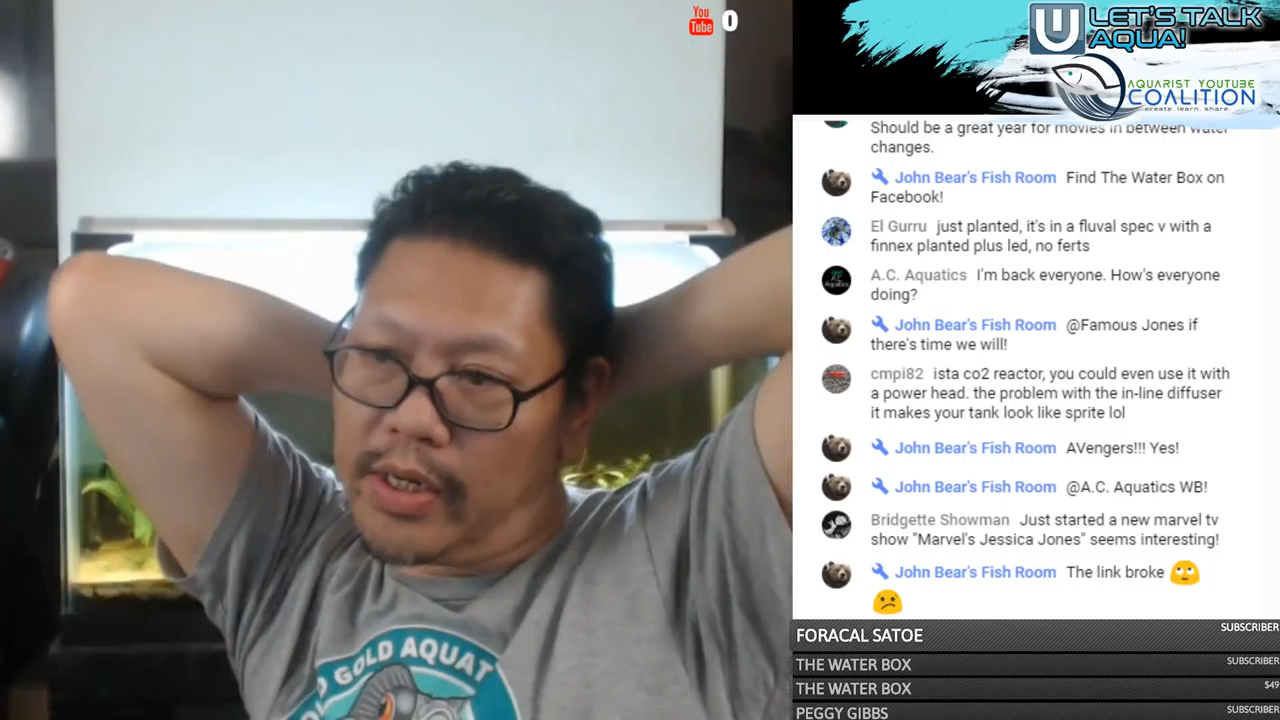 You
Tube 0
LET'S TALK
AQUA!
AQUARIST YOUTUBE
COALITION
create. learn. share.
Should be a great year for movies in between water
changes.
John Bear's Fish Room Find The Water Box on
Facebook!
El Gurru just planted, it's in a fluval spec v with a
finnex planted plus led, no ferts
A.C. Aquatics I'm back everyone. How's everyone
doing?
John Bear's Fish Room @Famous Jones if
there's time we will!
cmpi82 ista co2 reactor, you could even use it with
a power head. the problem with the in-line diffuser
it makes your tank look like sprite lol
John Bear's Fish Room AVengers!!! Yes!
John Bear's Fish Room @A.C. Aquatics WB!
Bridgette Showman Just started a new marvel tv
show "Marvel's Jessica Jones" seems interesting!
John Bear's Fish Room The link broke
FORACAL SATOE SUBSCRIBER
THE WATER BOX SUBSCRIBER
THE WATER BOX $49
PEGGY GIBBS SUBSCRIBER
GOLD AQUAT